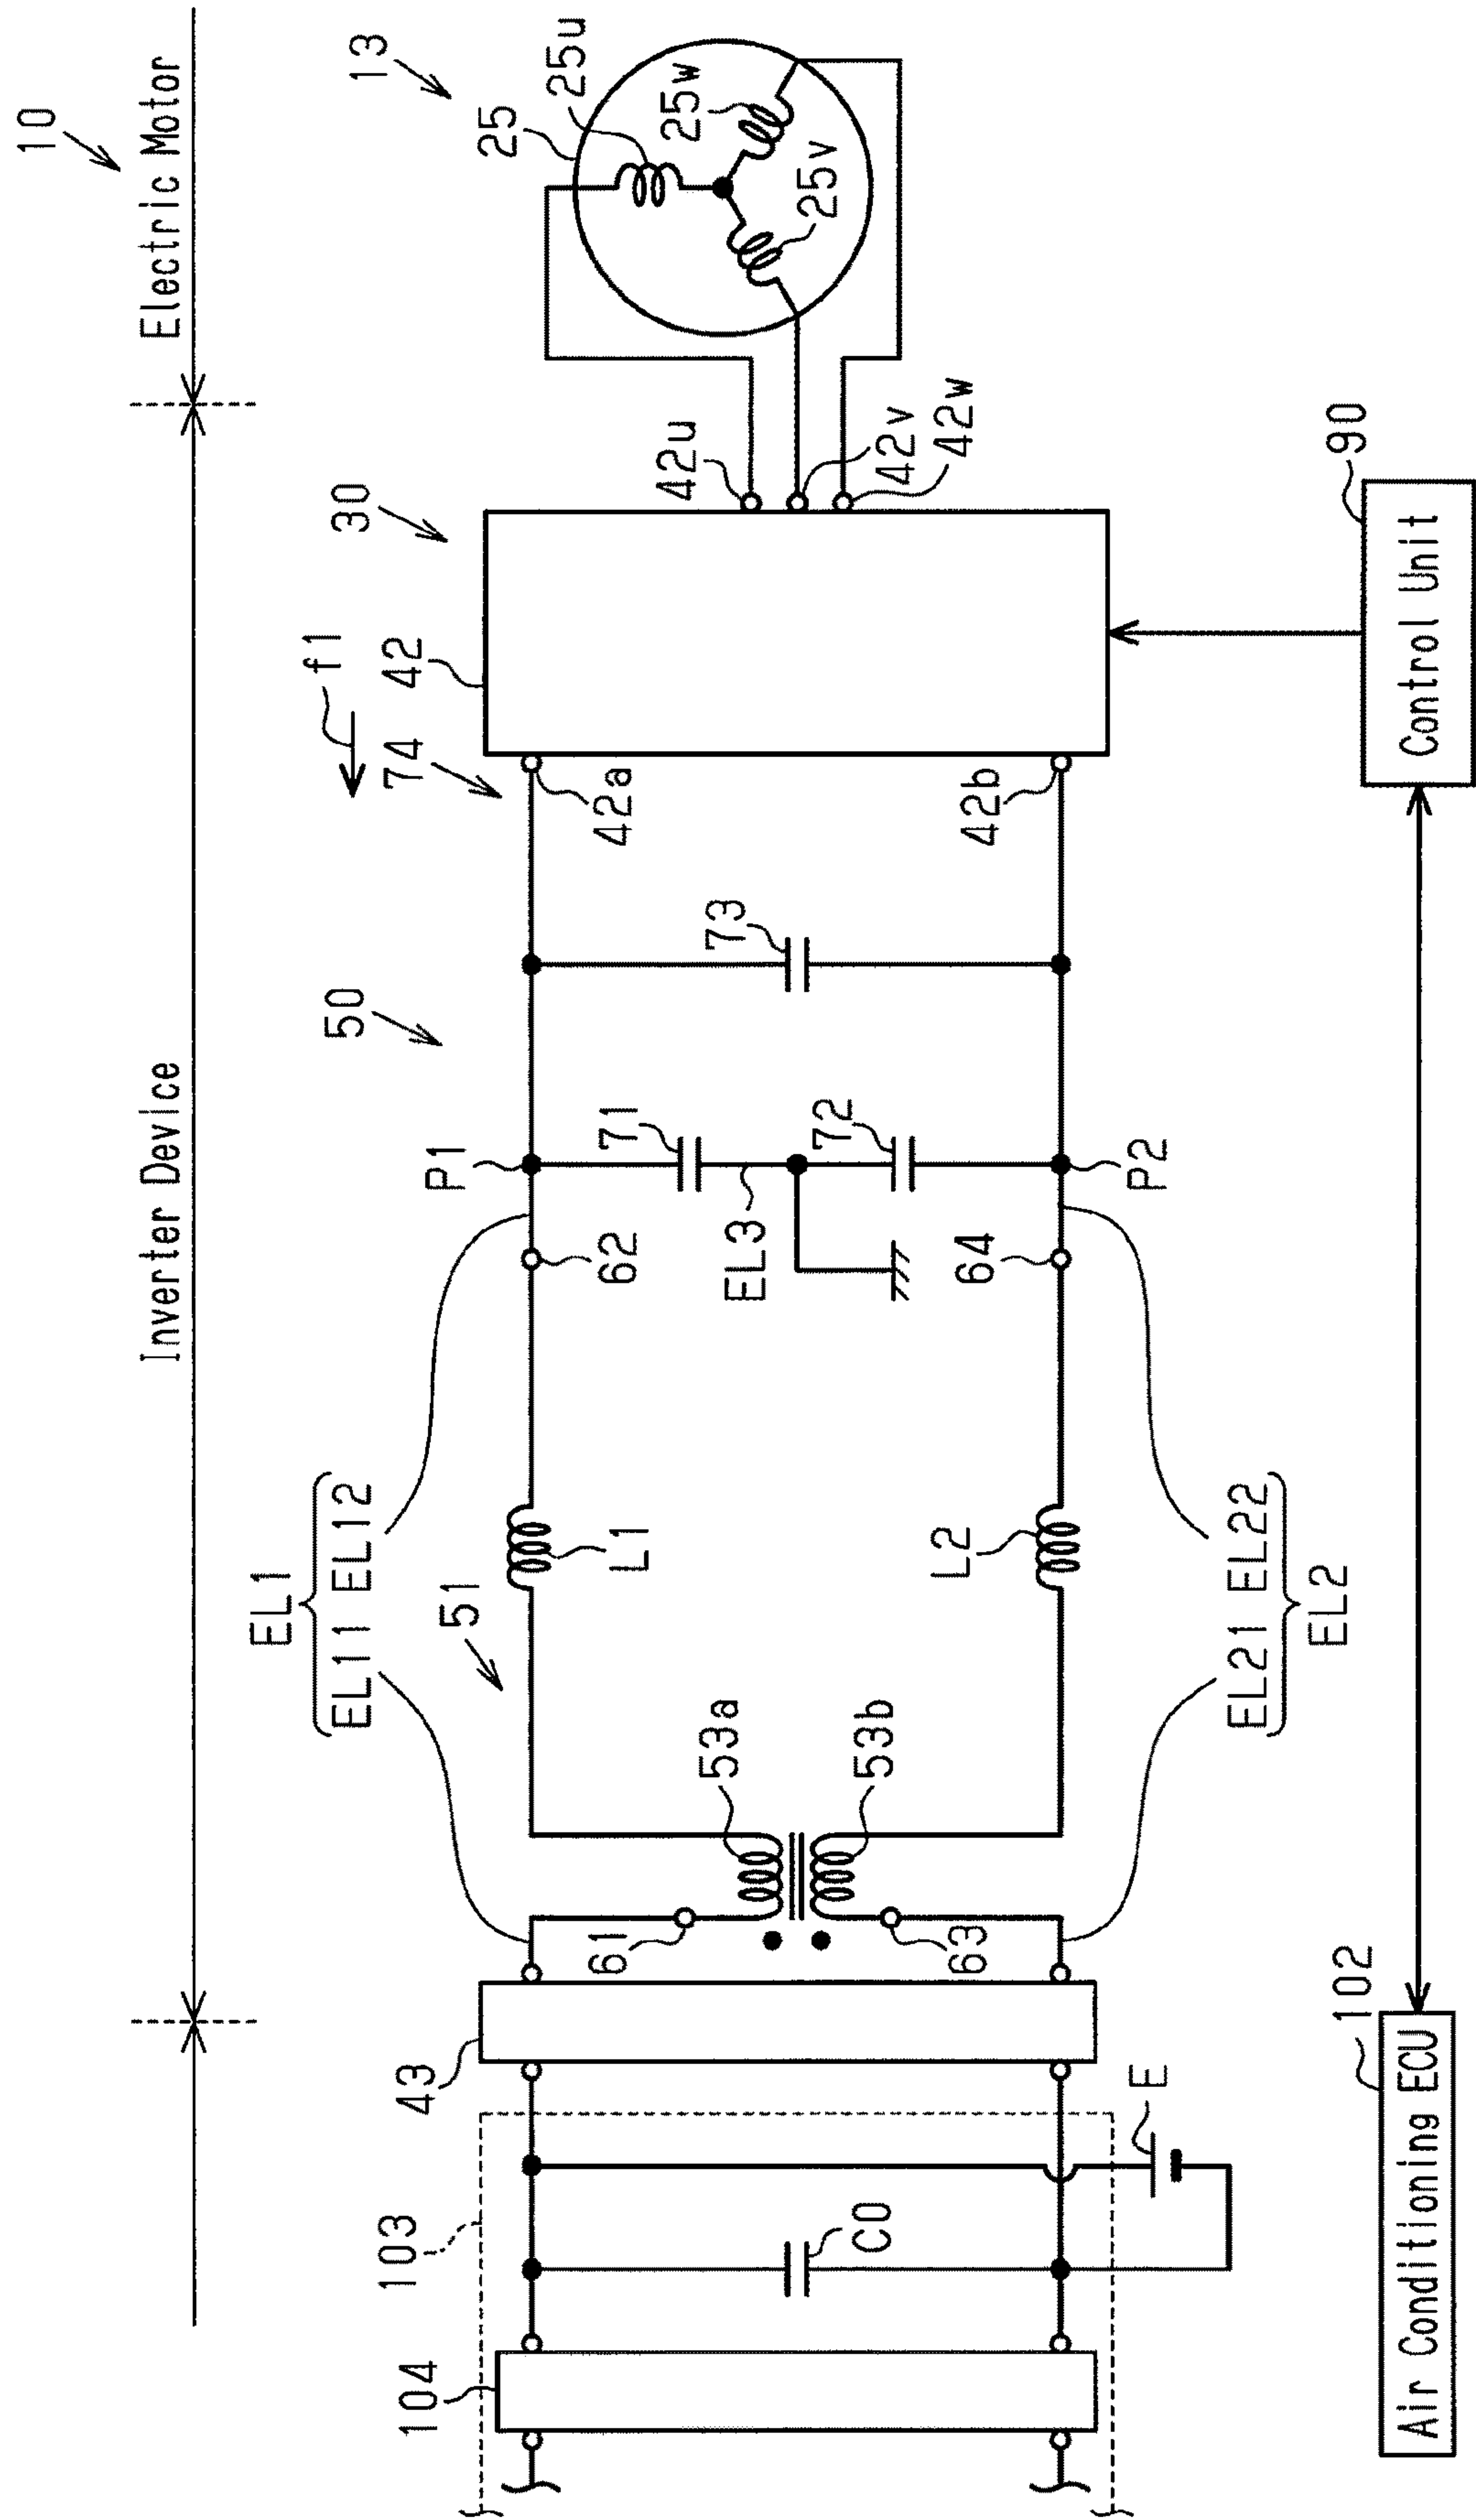 10
Inverter Device
Electric Motor
EL1
EL11 EL12
f1
30
13
103
104
43
51
50
74
42
25
25u
P1
61
53a
L1
62
71
42a
42u
25w
CO
EL3
73
25v
53b
72
42v
63
L2
64
42b
42w
E
P2
EL21 EL22
EL2
102
90
Air Conditioning ECU
Control Unit